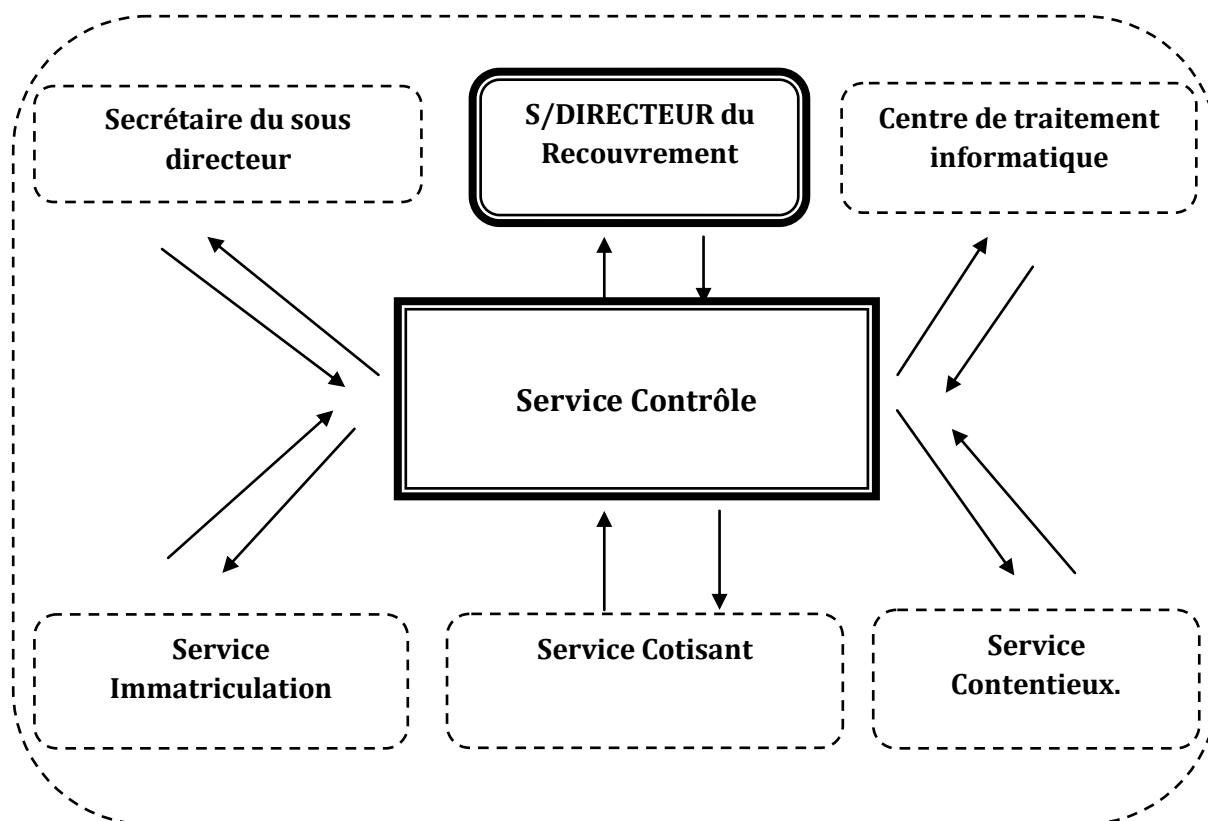 Secrétaire du sous
directeur
S/DIRECTEUR du
Recouvrement
Centre de traitement
informatique
Service Contrôle
Service
Immatriculation
Service Cotisant
Service
Contentieux.